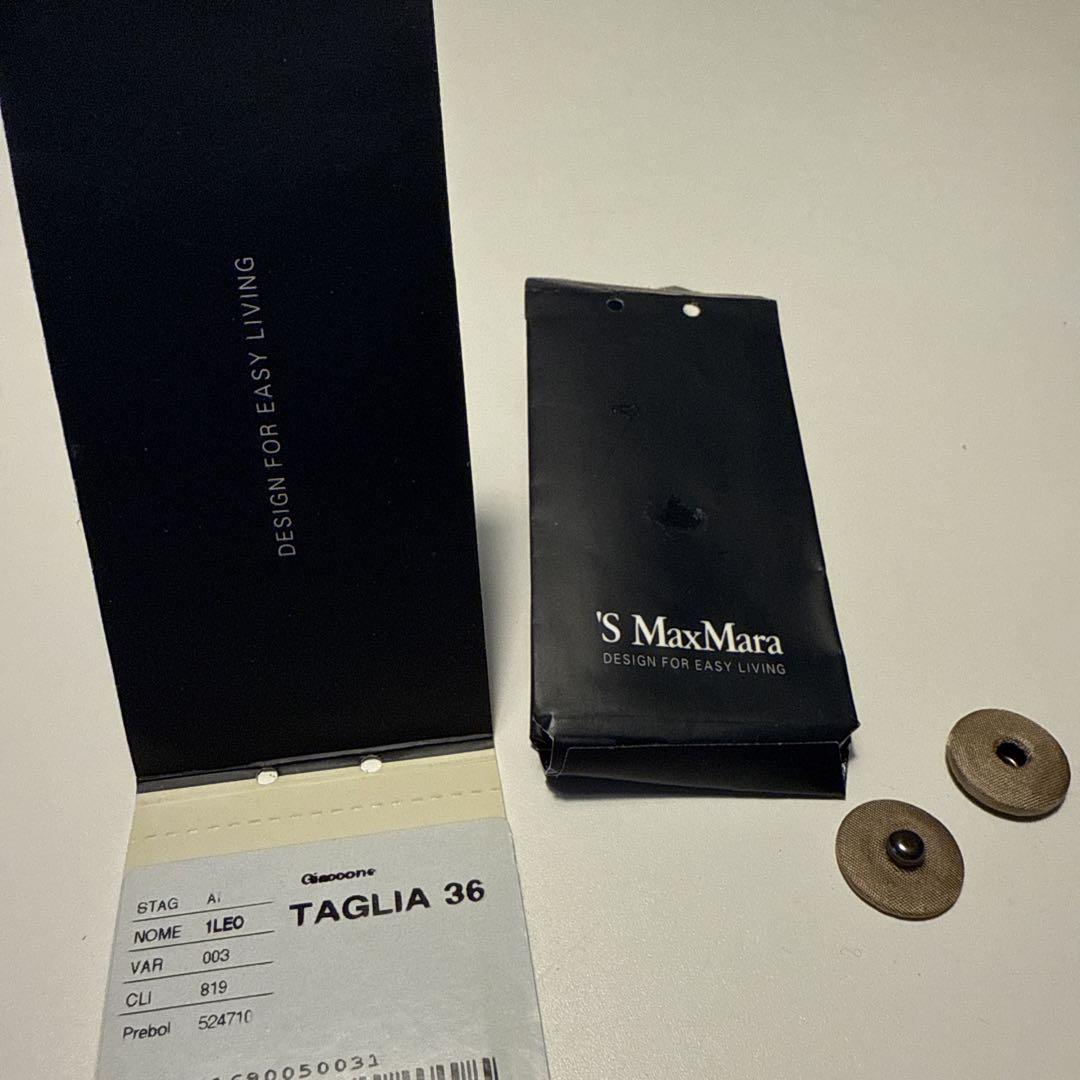 DESIGN FOR EASY LIVING
'S MaxMara
DESIGN FOR EASY LIVING
TAGLIA 36
STAG AI
NOME 1LEO
VAR 003
CLI 819
Prebol 524710
90050031